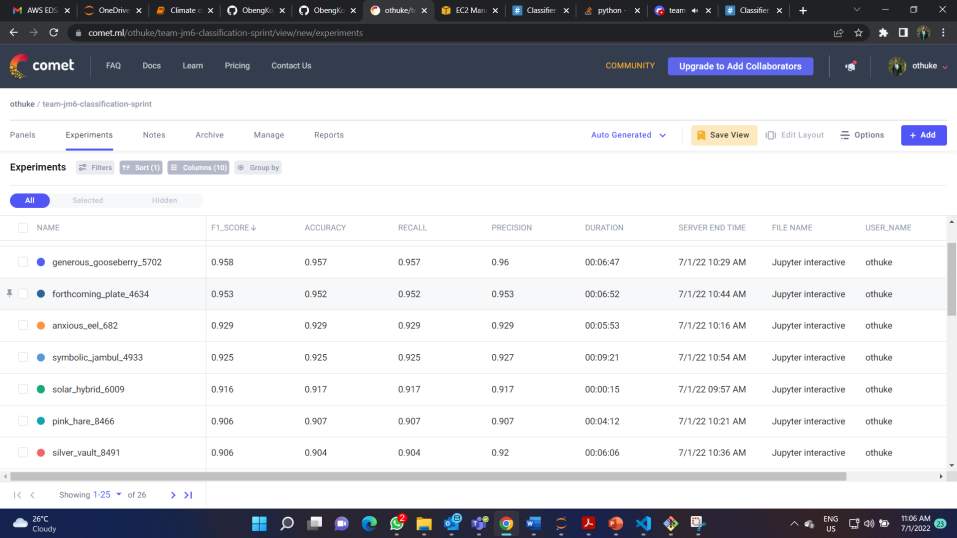 AWS EDS
OneDrive
Climate c
ObengKo
ObengKo
othuke/te
EC2 Mana
Classifier
python -
team
Classifier
comet.ml/othuke/team-jm6-classification-sprint/view/new/experiments
comet
FAQ
Docs
Learn
Pricing
Contact Us
COMMUNITY
Upgrade to Add Collaborators
othuke
othuke / team-jm6-classification-sprint
Panels
Experiments
Notes
Archive
Manage
Reports
Auto Generated
Save View
Edit Layout
Options
+ Add
Experiments
Filters
Sort (1)
Columns (10)
Group by
All
Selected
Hidden
NAME F1_SCORE↓ ACCURACY RECALL PRECISION DURATION SERVER END TIME FILE NAME USER_NAME
generous_gooseberry_5702 0.958 0.957 0.957 0.96 00:06:47 7/1/22 10:29 AM Jupyter interactive othuke
forthcoming_plate_4634 0.953 0.952 0.952 0.953 00:06:52 7/1/22 10:44 AM Jupyter interactive othuke
anxious_eel_682 0.929 0.929 0.929 0.929 00:05:53 7/1/22 10:16 AM Jupyter interactive othuke
symbolic_jambul_4933 0.925 0.925 0.925 0.927 00:09:21 7/1/22 10:54 AM Jupyter interactive othuke
solar_hybrid_6009 0.916 0.917 0.917 0.917 00:00:15 7/1/22 09:57 AM Jupyter interactive othuke
pink_hare_8466 0.906 0.907 0.907 0.907 00:04:12 7/1/22 10:21 AM Jupyter interactive othuke
silver_vault_8491 0.906 0.904 0.904 0.92 00:06:06 7/1/22 10:36 AM Jupyter interactive othuke
Showing 1-25 of 26
26°C
Cloudy
2
ENG
US
11:06 AM
7/1/2022
23